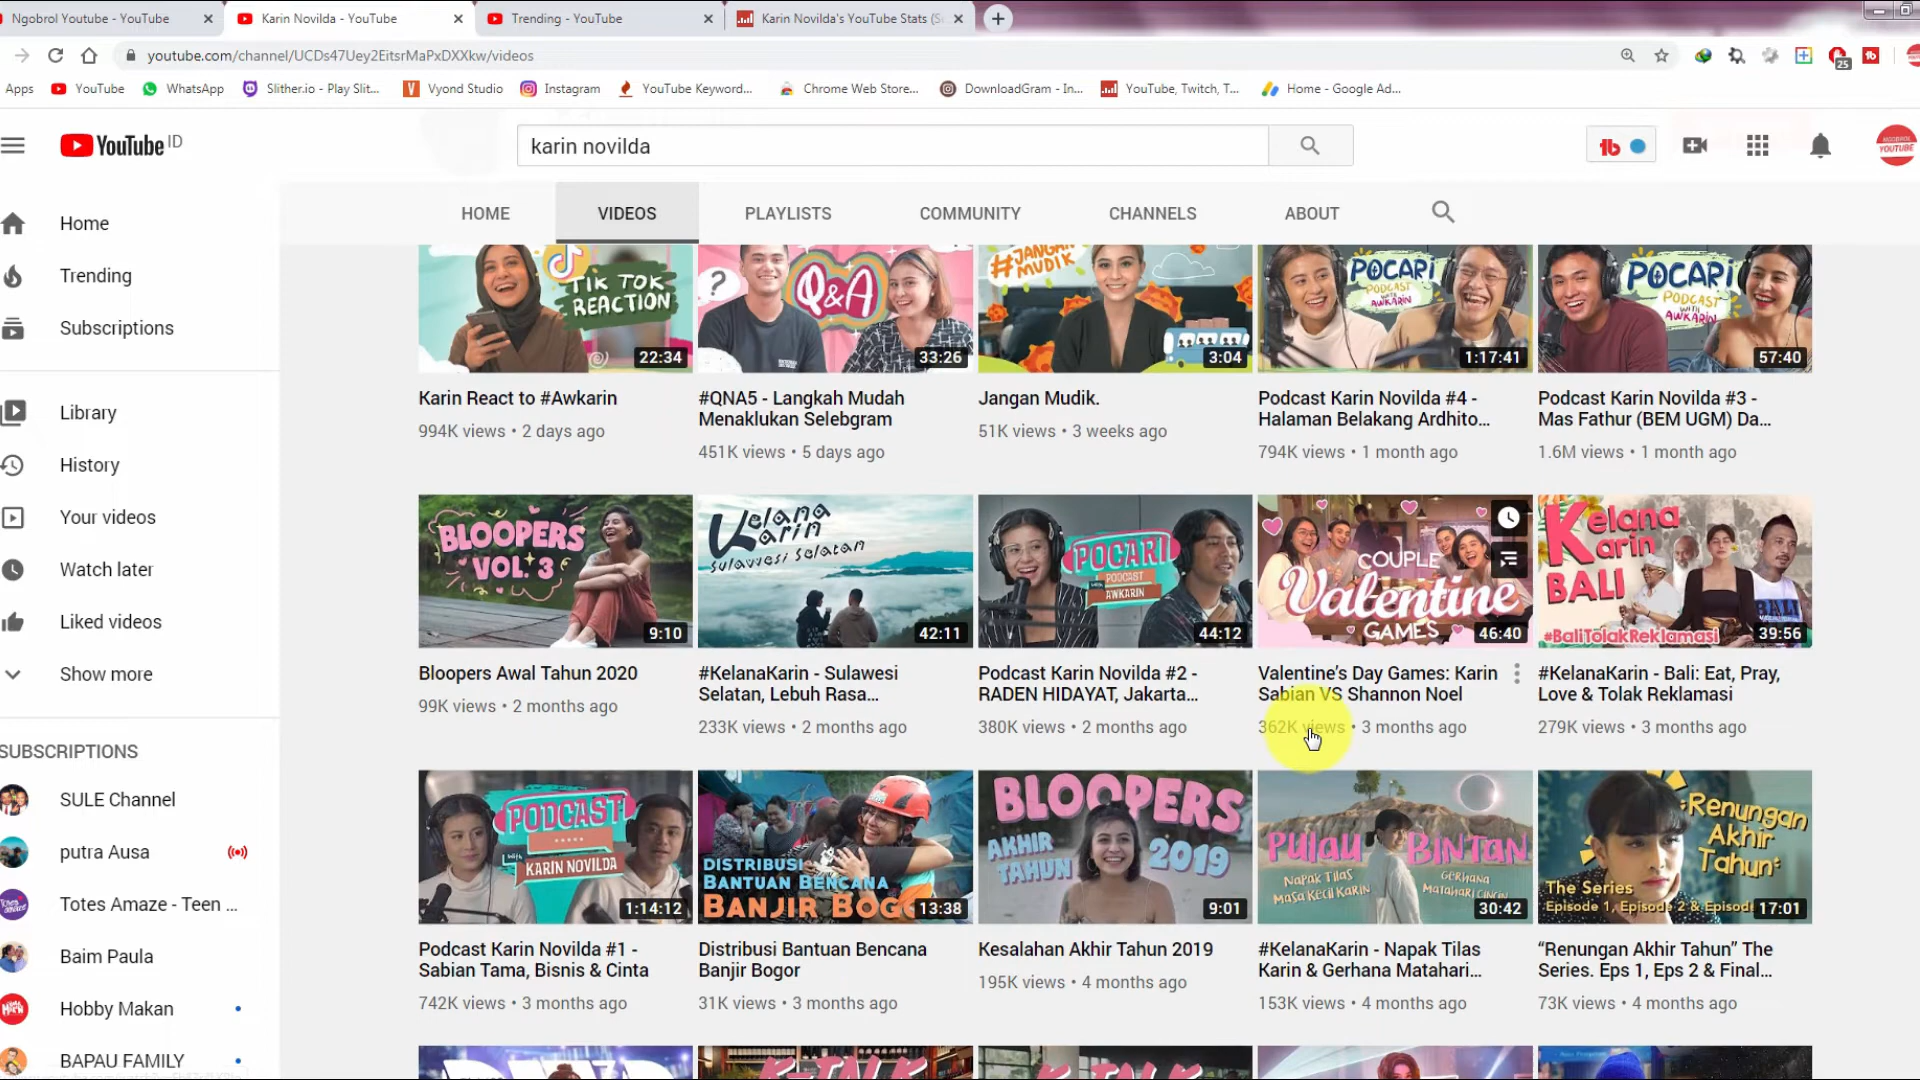 Ngobrol Youtube - YouTube
Karin Novilda - YouTube
Trending - YouTube
Karin Novilda's YouTube Stats (S
youtube.com/channel/UCDs47Uey2EitsrMaPxDXXkw/videos
25
Apps
YouTube
WhatsApp
Slither.io - Play Slit...
Vyond Studio
Instagram
YouTube Keyword...
Chrome Web Store...
DownloadGram - In...
YouTube, Twitch, T...
Home - Google Ad...
YouTube ID
karin novilda
HOME
VIDEOS
PLAYLISTS
COMMUNITY
CHANNELS
ABOUT
Home
Trending
Subscriptions
Library
History
Your videos
Watch later
Liked videos
Show more
SUBSCRIPTIONS
SULE Channel
putra Ausa
Totes Amaze - Teen ...
Baim Paula
Hobby Makan
BAPAU FAMILY
TIK TOK
REACTION
22:34
Karin React to #Awkarin
994K views • 2 days ago
?
Q&A
33:26
#QNA5 - Langkah Mudah
Menaklukan Selebgram
451K views • 5 days ago
#JANGAN
MUDIK
3:04
Jangan Mudik.
51K views • 3 weeks ago
POCARI
PODCAST
WITH AWKARIN
1:17:41
Podcast Karin Novilda #4 -
Halaman Belakang Ardhito...
794K views • 1 month ago
POCARI
PODCAST
WITH AWKARIN
57:40
Podcast Karin Novilda #3 -
Mas Fathur (BEM UGM) Da...
1.6M views • 1 month ago
BLOOPERS
VOL. 3
9:10
Bloopers Awal Tahun 2020
99K views • 2 months ago
Kelana
Karin
sulawesi selatan
42:11
#KelanaKarin - Sulawesi
Selatan, Lebuh Rasa...
233K views • 2 months ago
POCARI
PODCAST
AWKARIN
44:12
Podcast Karin Novilda #2 -
RADEN HIDAYAT, Jakarta...
380K views • 2 months ago
COUPLE
Valentine
GAMES
46:40
Valentine's Day Games: Karin
Sabian VS Shannon Noel
362K views • 3 months ago
Kelana
Karin
BALI
#BaliTolakReklamasi
39:56
#KelanaKarin - Bali: Eat, Pray,
Love & Tolak Reklamasi
279K views • 3 months ago
PODCAST
WITH
KARIN NOVILDA
1:14:12
Podcast Karin Novilda #1 -
Sabian Tama, Bisnis & Cinta
742K views • 3 months ago
DISTRIBUSI
BANTUAN BENCANA
BANJIR BOGO
13:38
Distribusi Bantuan Bencana
Banjir Bogor
31K views • 3 months ago
BLOOPERS
AKHIR
TAHUN 2019
9:01
Kesalahan Akhir Tahun 2019
195K views • 4 months ago
PULAU BINTAN
NAPAK TILAS
MASA KECIL KARIN
GERHANA
MATAHARI CINCIN
30:42
#KelanaKarin - Napak Tilas
Karin & Gerhana Matahari...
153K views • 4 months ago
Renungan
Akhir
Tahun
The Series
Episode 1, Episode 2 & Episod
17:01
“Renungan Akhir Tahun” The
Series. Eps 1, Eps 2 & Final...
73K views • 4 months ago
K-TALK